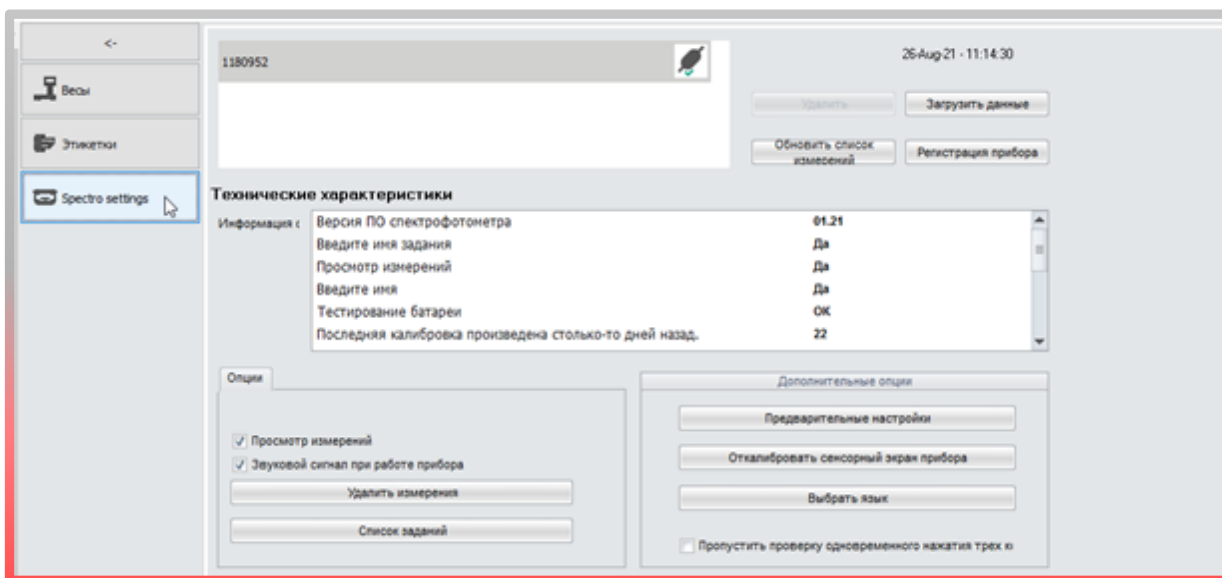 <-
Весы
Этикетки
Spectro settings
1180952
26-Aug-21 - 11:14:30
Удалить
Загрузить данные
Обновить список
измерений
Регистрация прибора
Технические характеристики
Информация с
Версия ПО спектрофотометра 01.21
Введите имя задания Да
Просмотр измерений Да
Введите имя Да
Тестирование батареи OK
Последняя калибровка произведена столько-то дней назад. 22
Опции
Просмотр измерений
Звуковой сигнал при работе прибора
Удалить измерения
Список заданий
Дополнительные опции
Предварительные настройки
Откалибровать сенсорный экран прибора
Выбрать язык
Пропустить проверку одновременного нажатия трех к